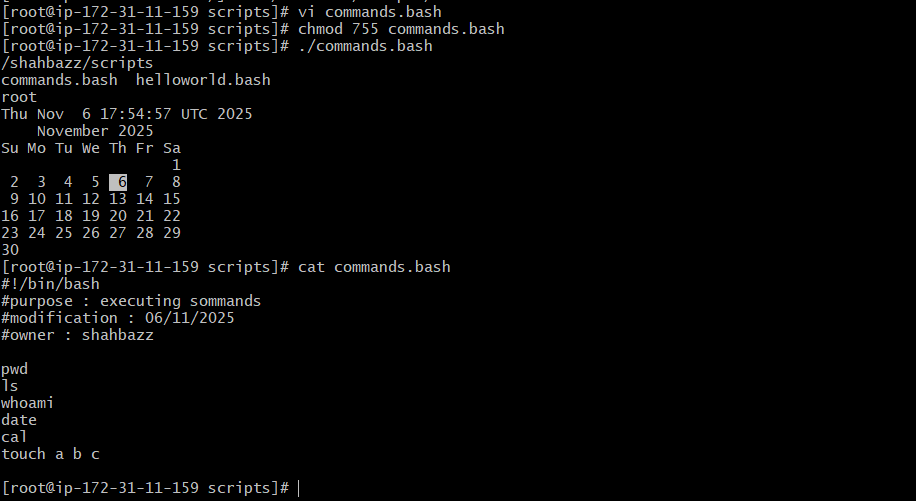 [root@ip-172-31-11-159 scripts]# vi commands.bash
[root@ip-172-31-11-159 scripts]# chmod 755 commands.bash
[root@ip-172-31-11-159 scripts]# ./commands.bash
/shahbazz/scripts
commands.bash  helloworld.bash
root
Thu Nov  6 17:54:57 UTC 2025
    November 2025
Su Mo Tu We Th Fr Sa
                   1
 2  3  4  5  6  7  8
 9 10 11 12 13 14 15
16 17 18 19 20 21 22
23 24 25 26 27 28 29
30
[root@ip-172-31-11-159 scripts]# cat commands.bash
#!/bin/bash
#purpose : executing sommands
#modification : 06/11/2025
#owner : shahbazz

pwd
ls
whoami
date
cal
touch a b c

[root@ip-172-31-11-159 scripts]#